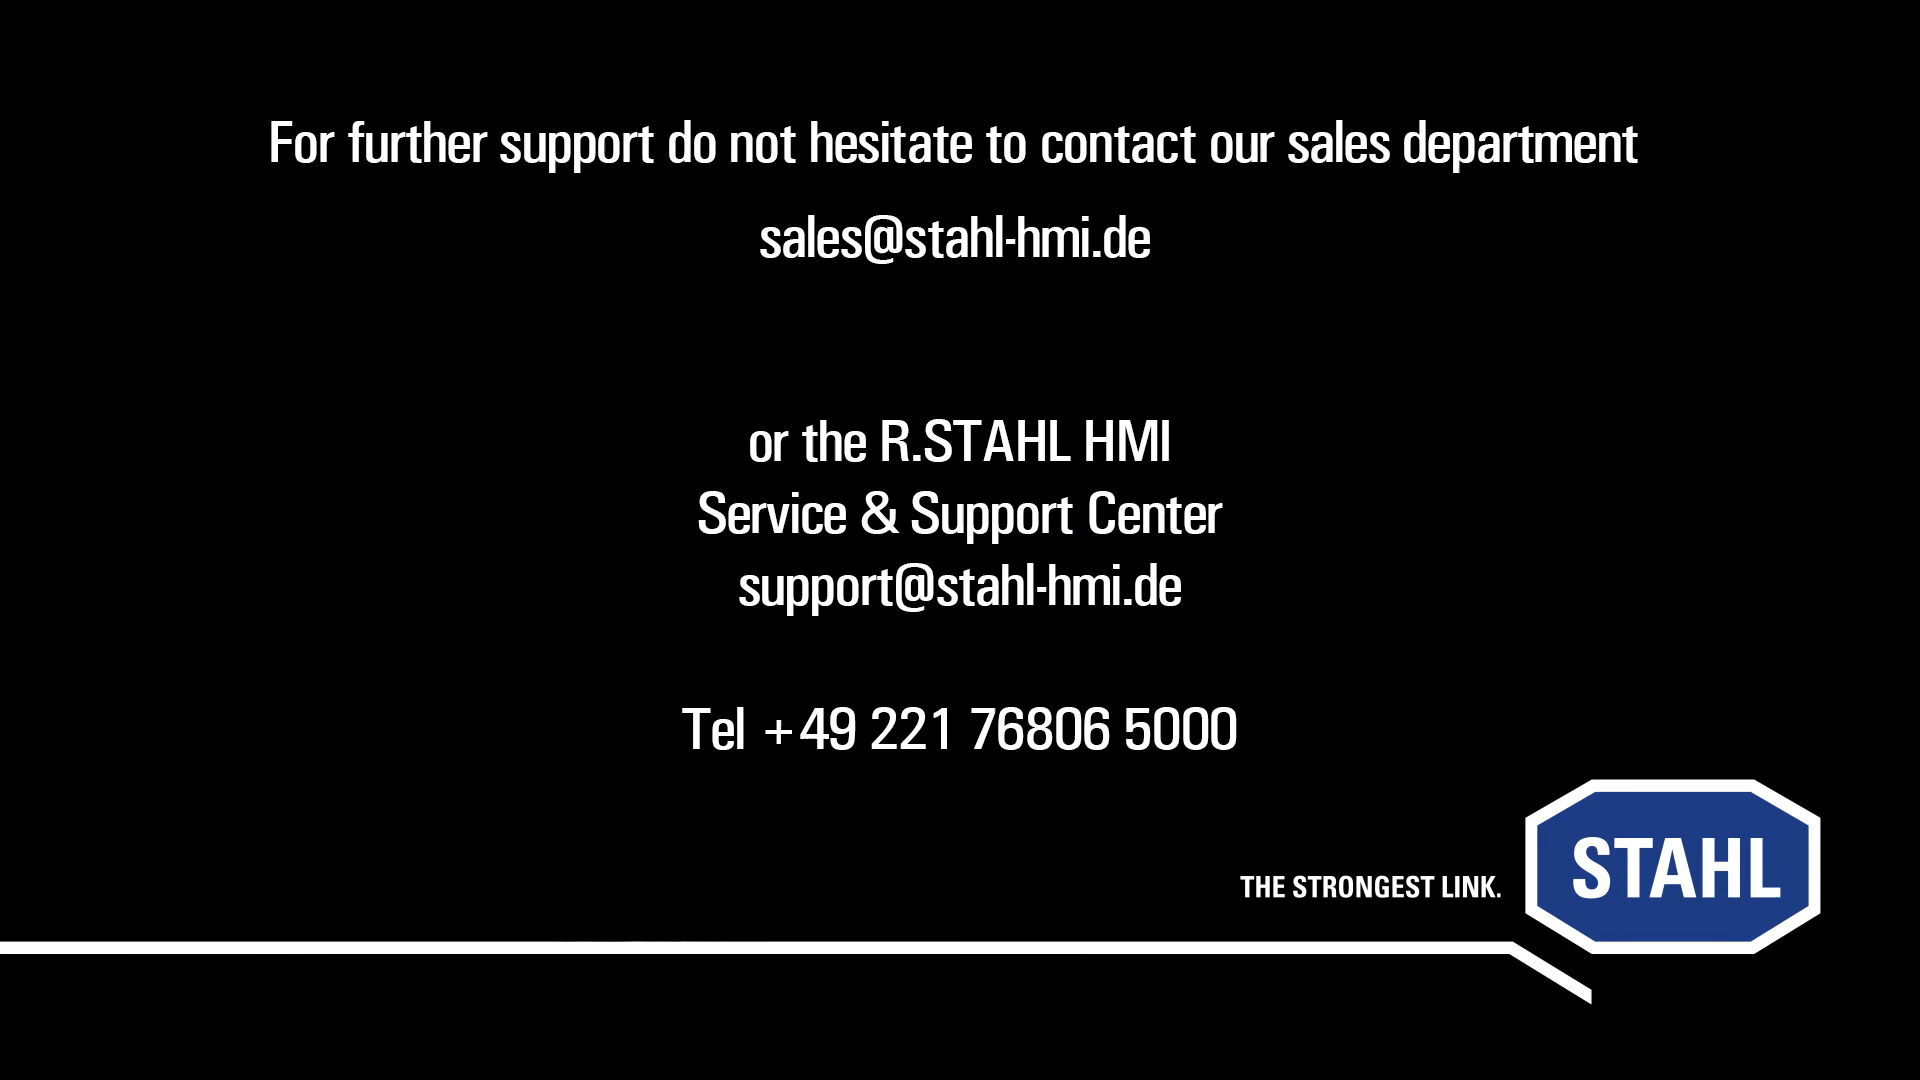 For further support do not hesitate to contact our sales department
sales@stahl-hmi.de
or the R.STAHL HMI
Service & Support Center
support@stahl-hmi.de
Tel +49 221 76806 5000
THE STRONGEST LINK.
STAHL